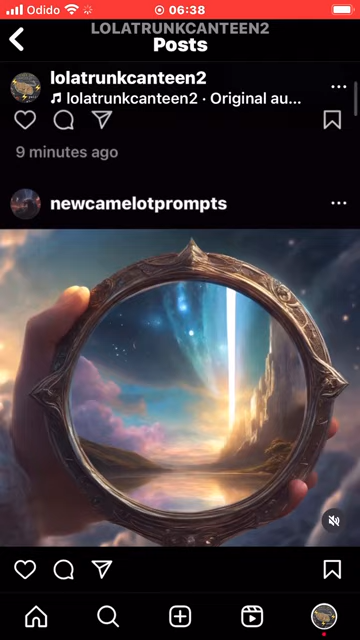 Odido 06:38
LOLATRUNKCANTEEN2
Posts
lolatrunkcanteen2
lolatrunkcanteen2 · Original au...
9 minutes ago
newcamelotprompts